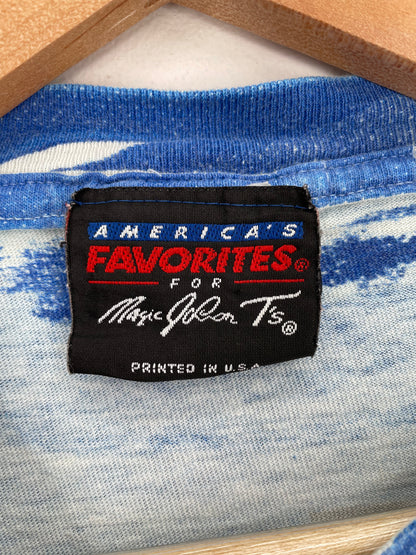 AMERICA'S
FAVORITES®
FOR
Magic Johnson T's®
PRINTED IN U.S.A.